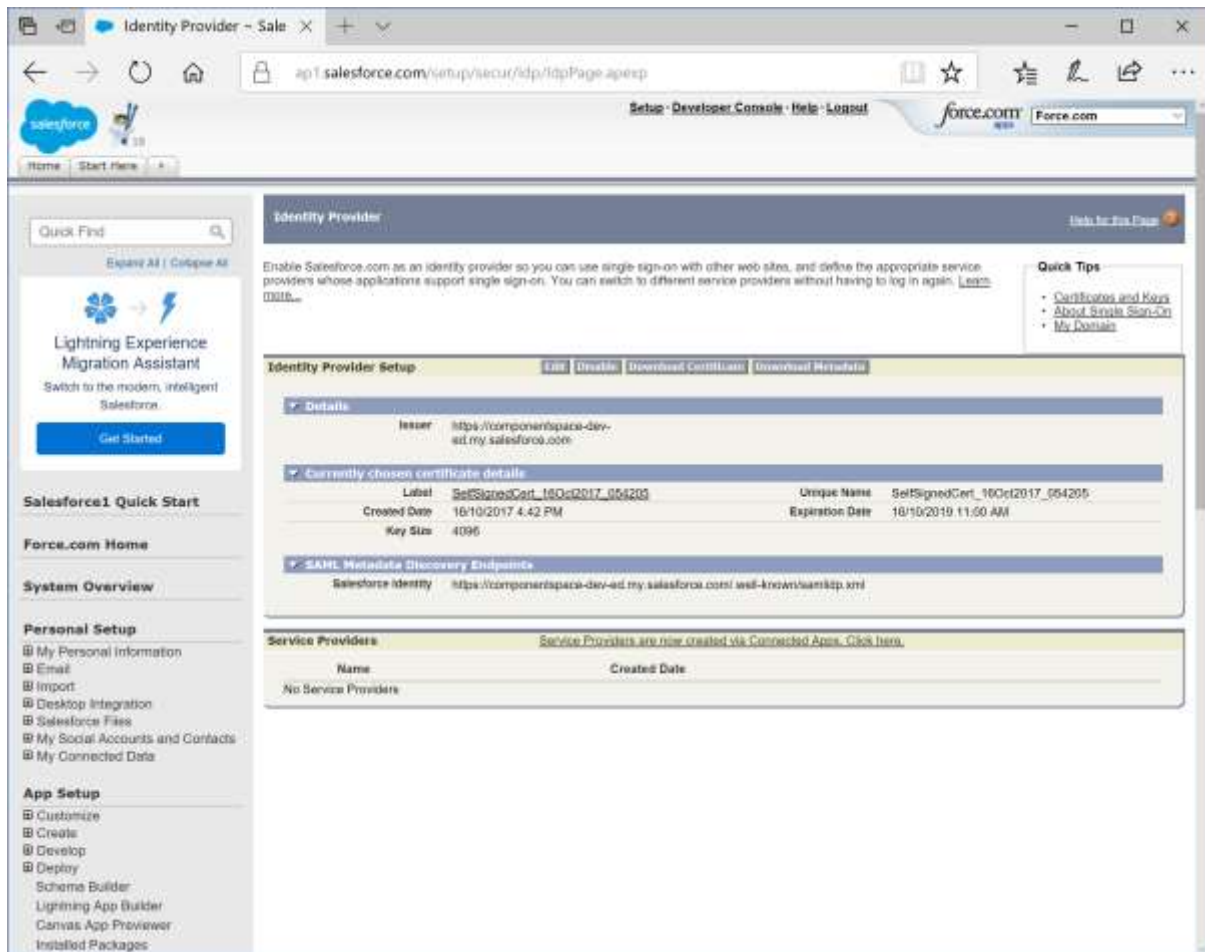 Identity Provider ~ Sale
ap1.salesforce.com/setup/secur/idp/IdpPage.apexp
salesforce
18
Setup · Developer Console · Help · Logout
force.com
apps
Force.com
Home
Start Here
+
Quick Find
Expand All | Collapse All
Lightning Experience
Migration Assistant
Switch to the modern, intelligent
Salesforce.
Get Started
Salesforce1 Quick Start
Force.com Home
System Overview
Personal Setup
My Personal Information
Email
Import
Desktop Integration
Salesforce Files
My Social Accounts and Contacts
My Connected Data
App Setup
Customize
Create
Develop
Deploy
Schema Builder
Lightning App Builder
Canvas App Previewer
Installed Packages
Identity Provider
Help for this Page
Enable Salesforce.com as an identity provider so you can use single sign-on with other web sites, and define the appropriate service
providers whose applications support single sign-on. You can switch to different service providers without having to log in again. Learn
more...
Quick Tips
Certificates and Keys
About Single Sign-On
My Domain
Identity Provider Setup
Edit Disable Download Certificate Download Metadata
Details
Issuer https://componentspace-dev-
ed.my.salesforce.com
Currently chosen certificate details
Label SelfSignedCert_16Oct2017_054205 Unique Name SelfSignedCert_16Oct2017_054205
Created Date 16/10/2017 4:42 PM Expiration Date 16/10/2019 11:00 AM
Key Size 4096
SAML Metadata Discovery Endpoints
Salesforce Identity https://componentspace-dev-ed.my.salesforce.com/.well-known/samlidp.xml
Service Providers Service Providers are now created via Connected Apps. Click here.
Name Created Date
No Service Providers